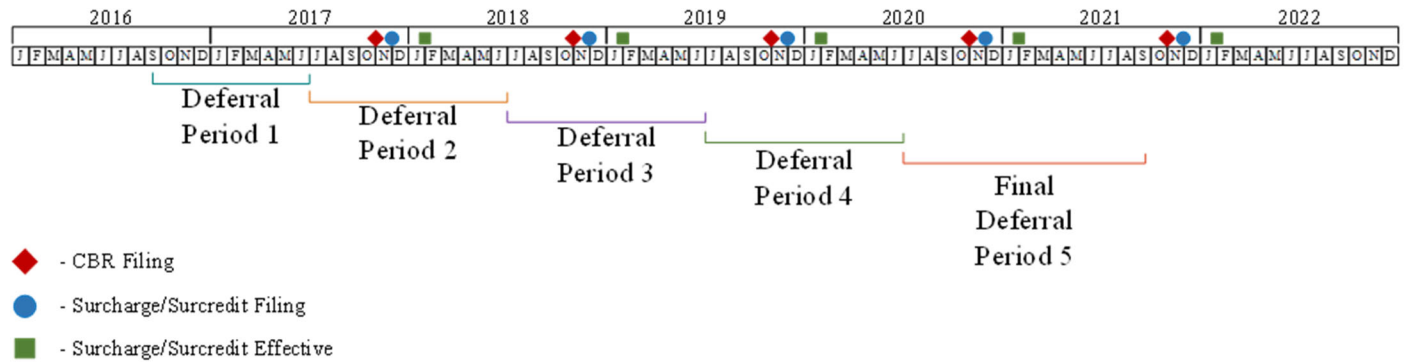 2016 2017 2018 2019 2020 2021 2022
J F M A M J J A S O N D J F M A M J J A S O N D J F M A M J J A S O N D J F M A M J J A S O N D J F M A M J J A S O N D J F M A M J J A S O N D J F M A M J J A S O N D
Deferral
Period 1
Deferral
Period 2
Deferral
Period 3
Deferral
Period 4
Final
Deferral
Period 5
- CBR Filing
- Surcharge/Surcredit Filing
- Surcharge/Surcredit Effective